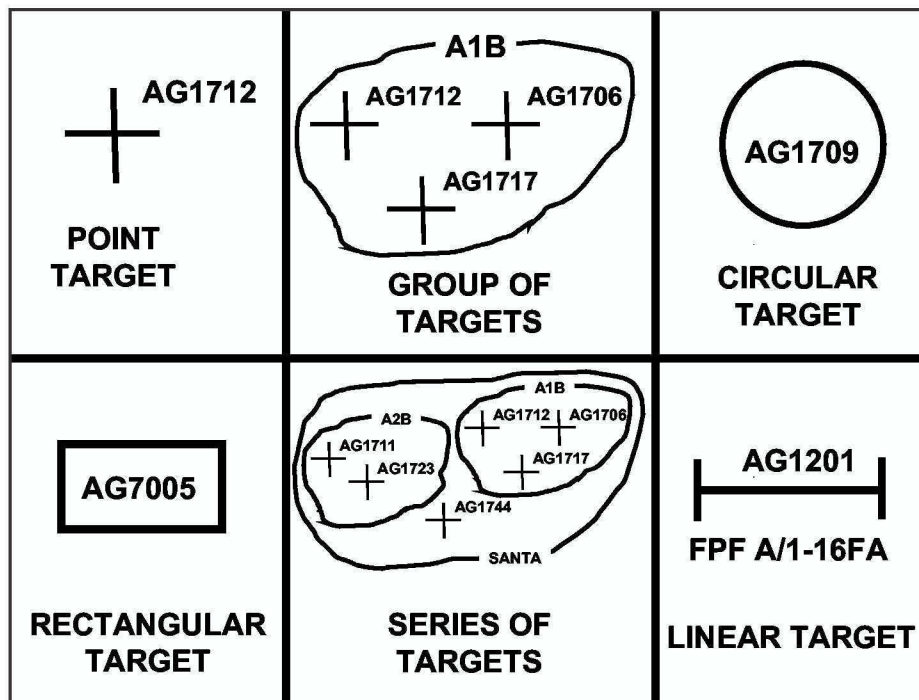 AG1712
POINT
TARGET
A1B
AG1712
AG1706
AG1717
GROUP OF
TARGETS
AG1709
CIRCULAR
TARGET
AG7005
RECTANGULAR
TARGET
A2B
AG1711
AG1723
A1B
AG1712
AG1706
AG1717
AG1744
SANTA
SERIES OF
TARGETS
AG1201
FPF A/1-16FA
LINEAR TARGET